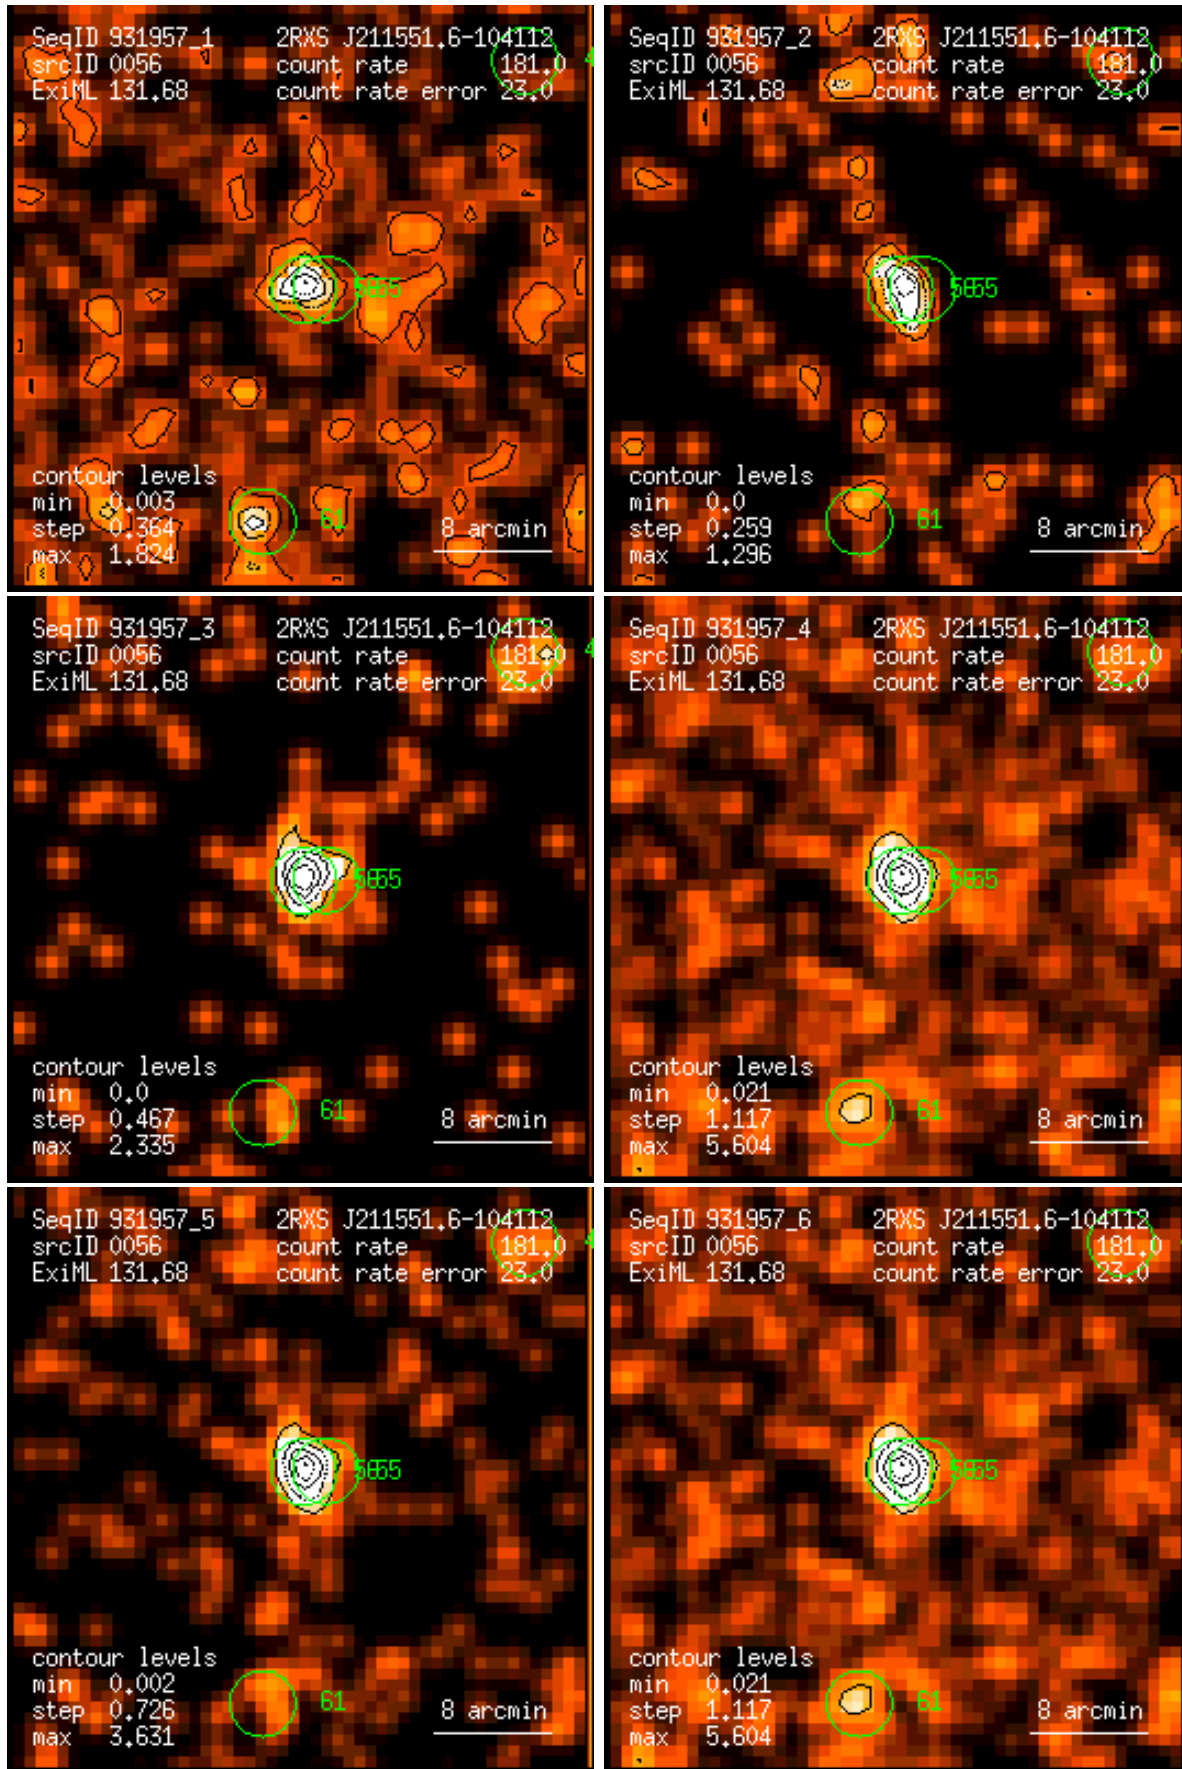 SeqID 931957_1 2RXS J211551.6-104112
srcID 0056 count rate 181.0
ExiML 131.68 count rate error 23.0
contour levels
min 0.003
step 0.364
max 1.824
61
8 arcmin
SeqID 931957_2 2RXS J211551.6-104112
srcID 0056 count rate 181.0
ExiML 131.68 count rate error 23.0
contour levels
min 0.0
step 0.259
max 1.296
61
8 arcmin
SeqID 931957_3 2RXS J211551.6-104112
srcID 0056 count rate 181.0
ExiML 131.68 count rate error 23.0
contour levels
min 0.0
step 0.467
max 2.335
61
8 arcmin
SeqID 931957_4 2RXS J211551.6-104112
srcID 0056 count rate 181.0
ExiML 131.68 count rate error 23.0
contour levels
min 0.021
step 1.117
max 5.604
61
8 arcmin
SeqID 931957_5 2RXS J211551.6-104112
srcID 0056 count rate 181.0
ExiML 131.68 count rate error 23.0
contour levels
min 0.002
step 0.726
max 3.631
61
8 arcmin
SeqID 931957_6 2RXS J211551.6-104112
srcID 0056 count rate 181.0
ExiML 131.68 count rate error 23.0
contour levels
min 0.021
step 1.117
max 5.604
61
8 arcmin